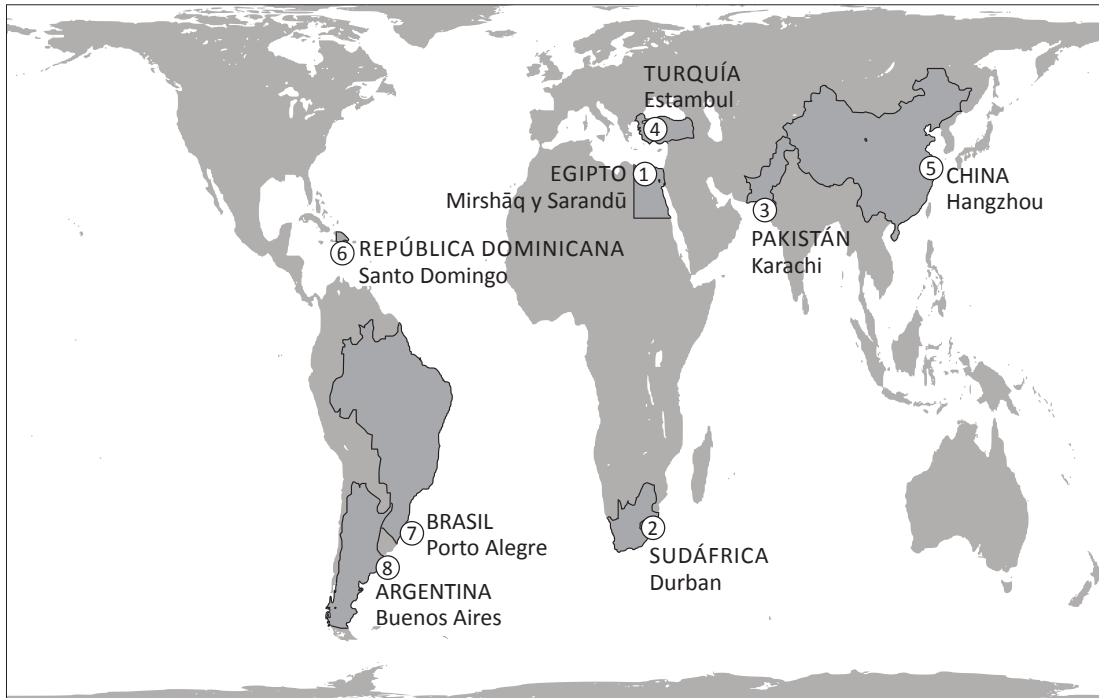 TURQUÍA
Estambul
4
EGIPTO
1
Mirshāq y Sarandū
5
CHINA
Hangzhou
3
PAKISTÁN
Karachi
6
REPÚBLICA DOMINICANA
Santo Domingo
7
BRASIL
Porto Alegre
2
SUDÁFRICA
Durban
8
ARGENTINA
Buenos Aires